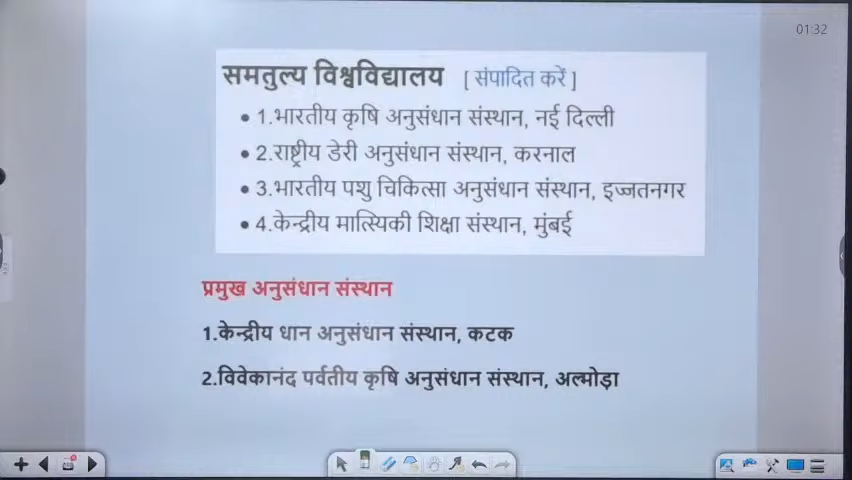 01:32
समतुल्य विश्वविद्यालय [ संपादित करें ]
• 1.भारतीय कृषि अनुसंधान संस्थान, नई दिल्ली
• 2.राष्ट्रीय डेरी अनुसंधान संस्थान, करनाल
• 3.भारतीय पशु चिकित्सा अनुसंधान संस्थान, इज्जतनगर
• 4.केन्द्रीय मात्स्यिकी शिक्षा संस्थान, मुंबई
प्रमुख अनुसंधान संस्थान
1.केन्द्रीय धान अनुसंधान संस्थान, कटक
2.विवेकानंद पर्वतीय कृषि अनुसंधान संस्थान, अल्मोड़ा